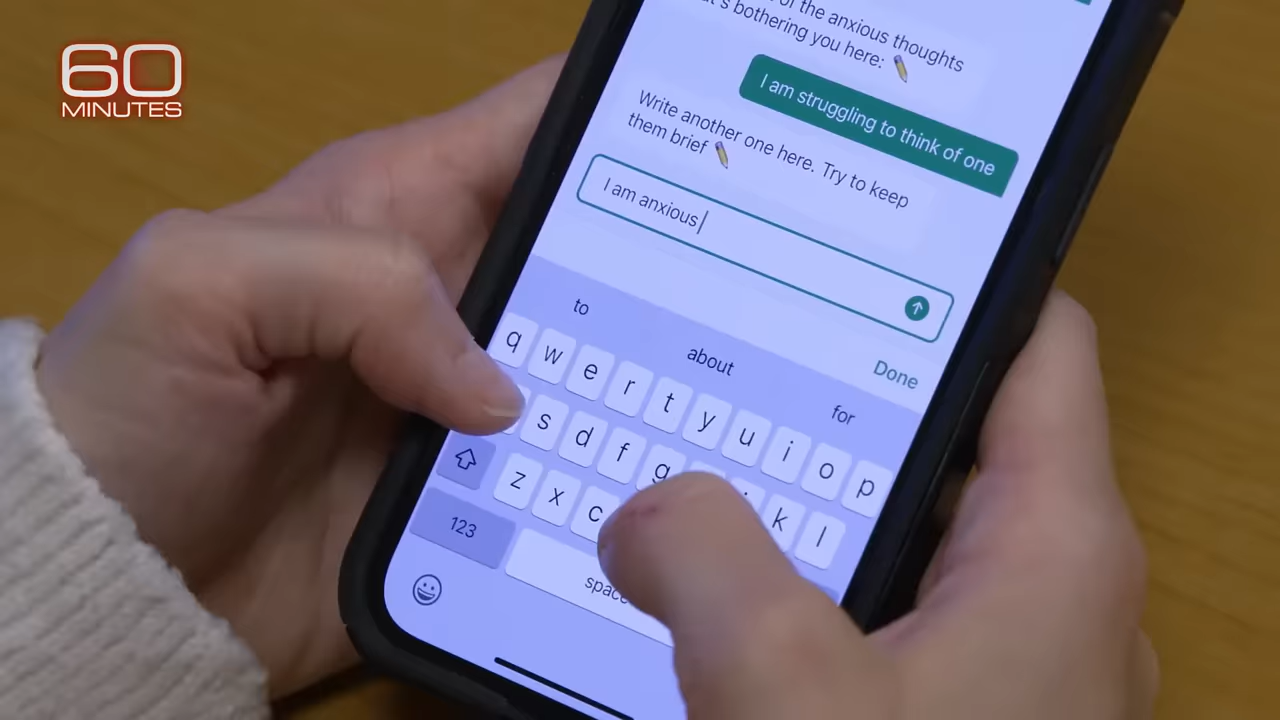 60
MINUTES
of the anxious thoughts
bothering you here: ✏️
I am struggling to think of one
Write another one here. Try to keep
them brief ✏️
I am anxious
Done
to about for
q w e r t y u i o p
s d f g k l
z x c
123 space